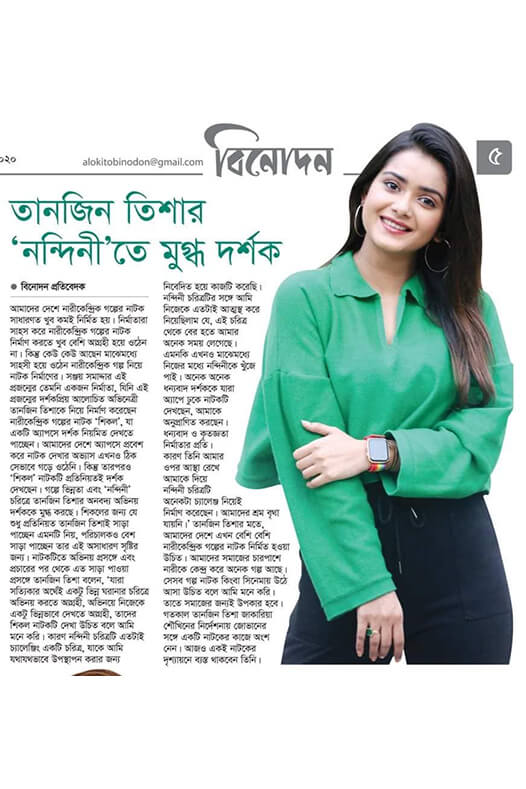 ২০২০
alokitobinodon@gmail.com
বিনোদন
৫
তানজিন তিশার
‘নন্দিনী’তে মুগ্ধ দর্শক
● বিনোদন প্রতিবেদক
আমাদের দেশে নারীকেন্দ্রিক গল্পের নাটক
সাধারণত খুব কমই নির্মিত হয়। নির্মাতারা
সাহস করে নারীকেন্দ্রিক গল্পের নাটক
নির্মাণ করতে খুব বেশি আগ্রহী হয়ে ওঠেন
না। কিন্তু কেউ কেউ আছেন মাঝেমধ্যে
সাহসী হয়ে ওঠেন নারীকেন্দ্রিক গল্প নিয়ে
নাটক নির্মাণের। সঞ্জয় সমাদ্দার এই
প্রজন্মের তেমনি একজন নির্মাতা, যিনি এই
প্রজন্মের দর্শকপ্রিয় আলোচিত অভিনেত্রী
তানজিন তিশাকে নিয়ে নির্মাণ করেছেন
নারীকেন্দ্রিক গল্পের নাটক ‘শিকল’, যা
একটি অ্যাপসে দর্শক নিয়মিত দেখতে
পাচ্ছেন। আমাদের দেশে অ্যাপসে প্রবেশ
করে নাটক দেখার অভ্যাস এখনও ঠিক
সেভাবে গড়ে ওঠেনি। কিন্তু তারপরও
‘শিকল’ নাটকটি প্রতিনিয়তই দর্শক
দেখছেন। গল্পে ভিন্নতা এবং ‘নন্দিনী’
চরিত্রে তানজিন তিশার অনবদ্য অভিনয়
দর্শককে মুগ্ধ করছে। শিকলের জন্য যে
শুধু প্রতিনিয়ত তানজিন তিশাই সাড়া
পাচ্ছেন এমনটি নিয়, পরিচালকও বেশ
সাড়া পাচ্ছেন তার এই অসাধারণ সৃষ্টির
জন্য। নাটকটিতে অভিনয় প্রসঙ্গে এবং
প্রচারের পর থেকে এত সাড়া পাওয়া
প্রসঙ্গে তানজিন তিশা বলেন, ‘যারা
সত্যিকার অর্থেই একটু ভিন্ন ঘরানার চরিত্রে
অভিনয় করতে আগ্রহী, অভিনয়ে নিজেকে
একটু ভিন্নভাবে দেখতে আগ্রহী, তাদের
শিকল নাটকটি দেখা উচিত বলে আমি
মনে করি। কারণ নন্দিনী চরিত্রটি এতটাই
চ্যালেঞ্জিং একটি চরিত্র, যাকে আমি
যথাযথভাবে উপস্থাপন করার জন্য
নিবেদিত হয়ে কাজটি করেছি।
নন্দিনী চরিত্রটির সঙ্গে আমি
নিজেকে এতটাই আত্মস্থ করে
নিয়েছিলাম যে, এই চরিত্র
থেকে বের হতে আমার
অনেক সময় লেগেছে।
এমনকি এখনও মাঝেমধ্যে
নিজের মধ্যে নন্দিনীকে খুঁজে
পাই। অনেক অনেক
ধন্যবাদ দর্শককে যারা
অ্যাপে ঢুকে নাটকটি
দেখছেন, আমাকে
অনুপ্রাণিত করছেন।
ধন্যবাদ ও কৃতজ্ঞতা
নির্মাতার প্রতি।
কারণ তিনি আমার
ওপর আস্থা রেখে
আমাকে দিয়ে
নন্দিনী চরিত্রটি
অনেকটা চ্যালেঞ্জ নিয়েই
নির্মাণ করেছেন। আমাদের শ্রম বৃথা
যায়নি।’ তানজিন তিশার মতে,
আমাদের দেশে এখন বেশি বেশি
নারীকেন্দ্রিক গল্পের নাটক নির্মিত হওয়া
উচিত। আমাদের সমাজের চারপাশে
নারীকে কেন্দ্র করে অনেক গল্প আছে।
সেসব গল্প নাটক কিংবা সিনেমায় উঠে
আসা উচিত বলে আমি মনে করি।
তাতে সমাজের জন্যই উপকার হবে।
গতকাল তানজিন তিশা জাকারিয়া
শৌখিনের নির্দেশনায় জোভানের
সঙ্গে একটি নাটকের কাজে অংশ
নেন। আজও একই নাটকের
দৃশ্যায়নে ব্যস্ত থাকবেন তিনি।